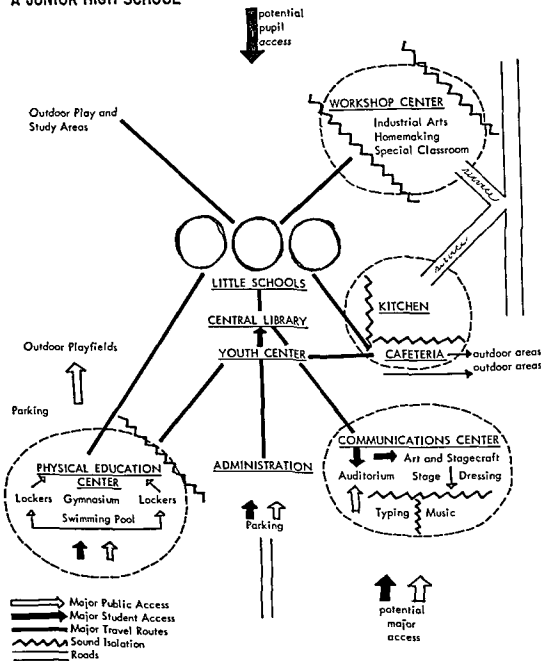 A JUNIOR HIGH SCHOOL
potential
pupil
access
WORKSHOP CENTER
Industrial Arts
Homemaking
Special Classroom
Outdoor Play and
Study Areas
service
service
LITTLE SCHOOLS
KITCHEN
CENTRAL LIBRARY
Outdoor Playfields
YOUTH CENTER
CAFETERIA
outdoor areas
outdoor areas
Parking
COMMUNICATIONS CENTER
PHYSICAL EDUCATION
CENTER
ADMINISTRATION
Art and Stagecraft
Auditorium
Stage
Dressing
Lockers
Gymnasium
Lockers
Swimming Pool
Typing
Music
Parking
Major Public Access
Major Student Access
Major Travel Routes
Sound Isolation
Roads
potential
major
access